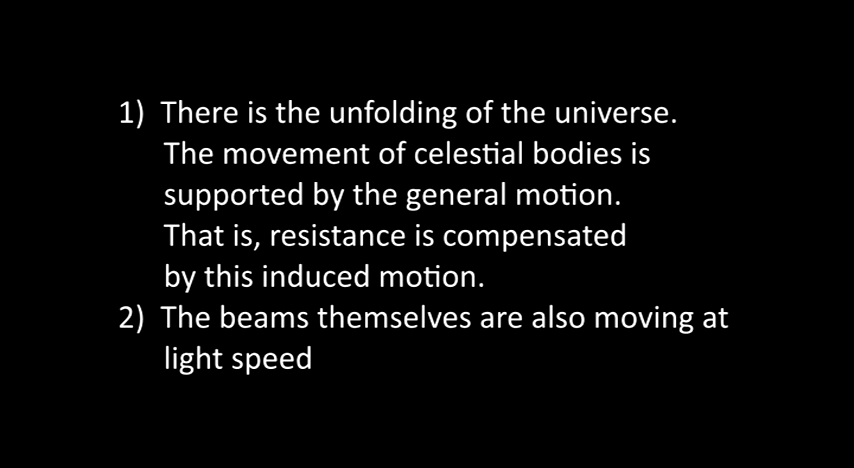 1) There is the unfolding of the universe.
The movement of celestial bodies is
supported by the general motion.
That is, resistance is compensated
by this induced motion.
2) The beams themselves are also moving at
light speed